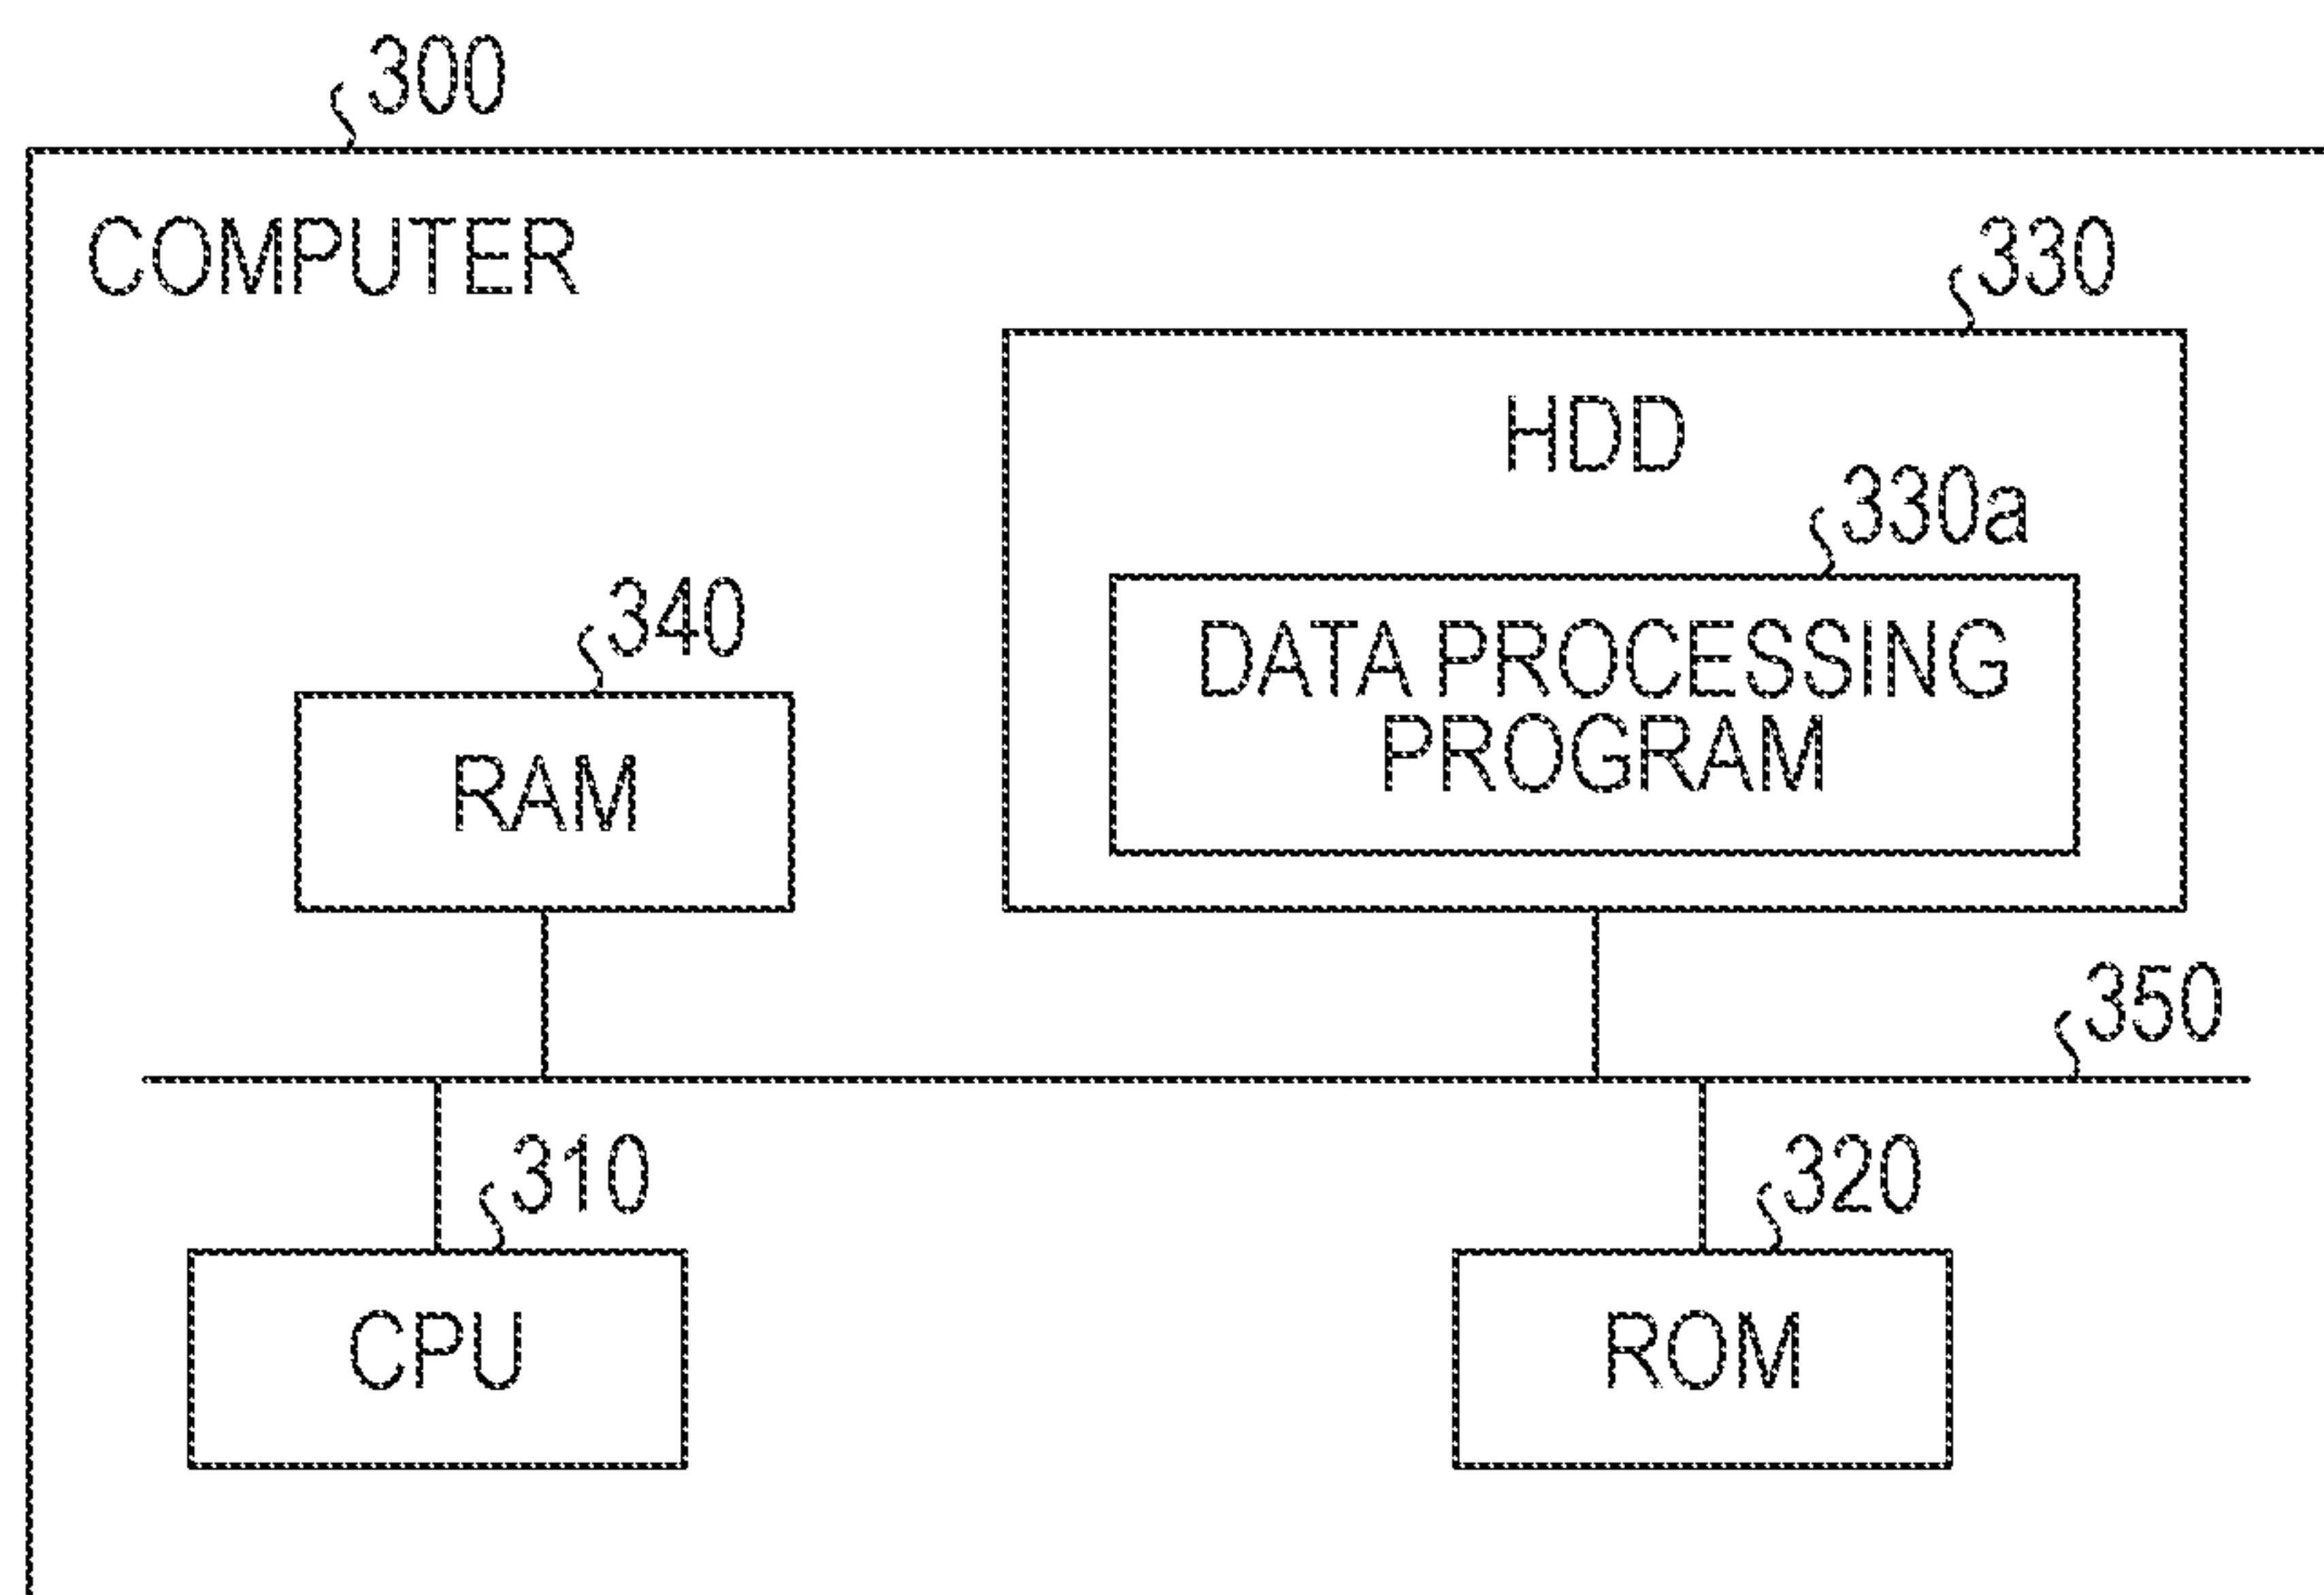 300
COMPUTER
330
HDD
330a
340
DATA PROCESSING
PROGRAM
RAM
350
310
320
CPU
ROM